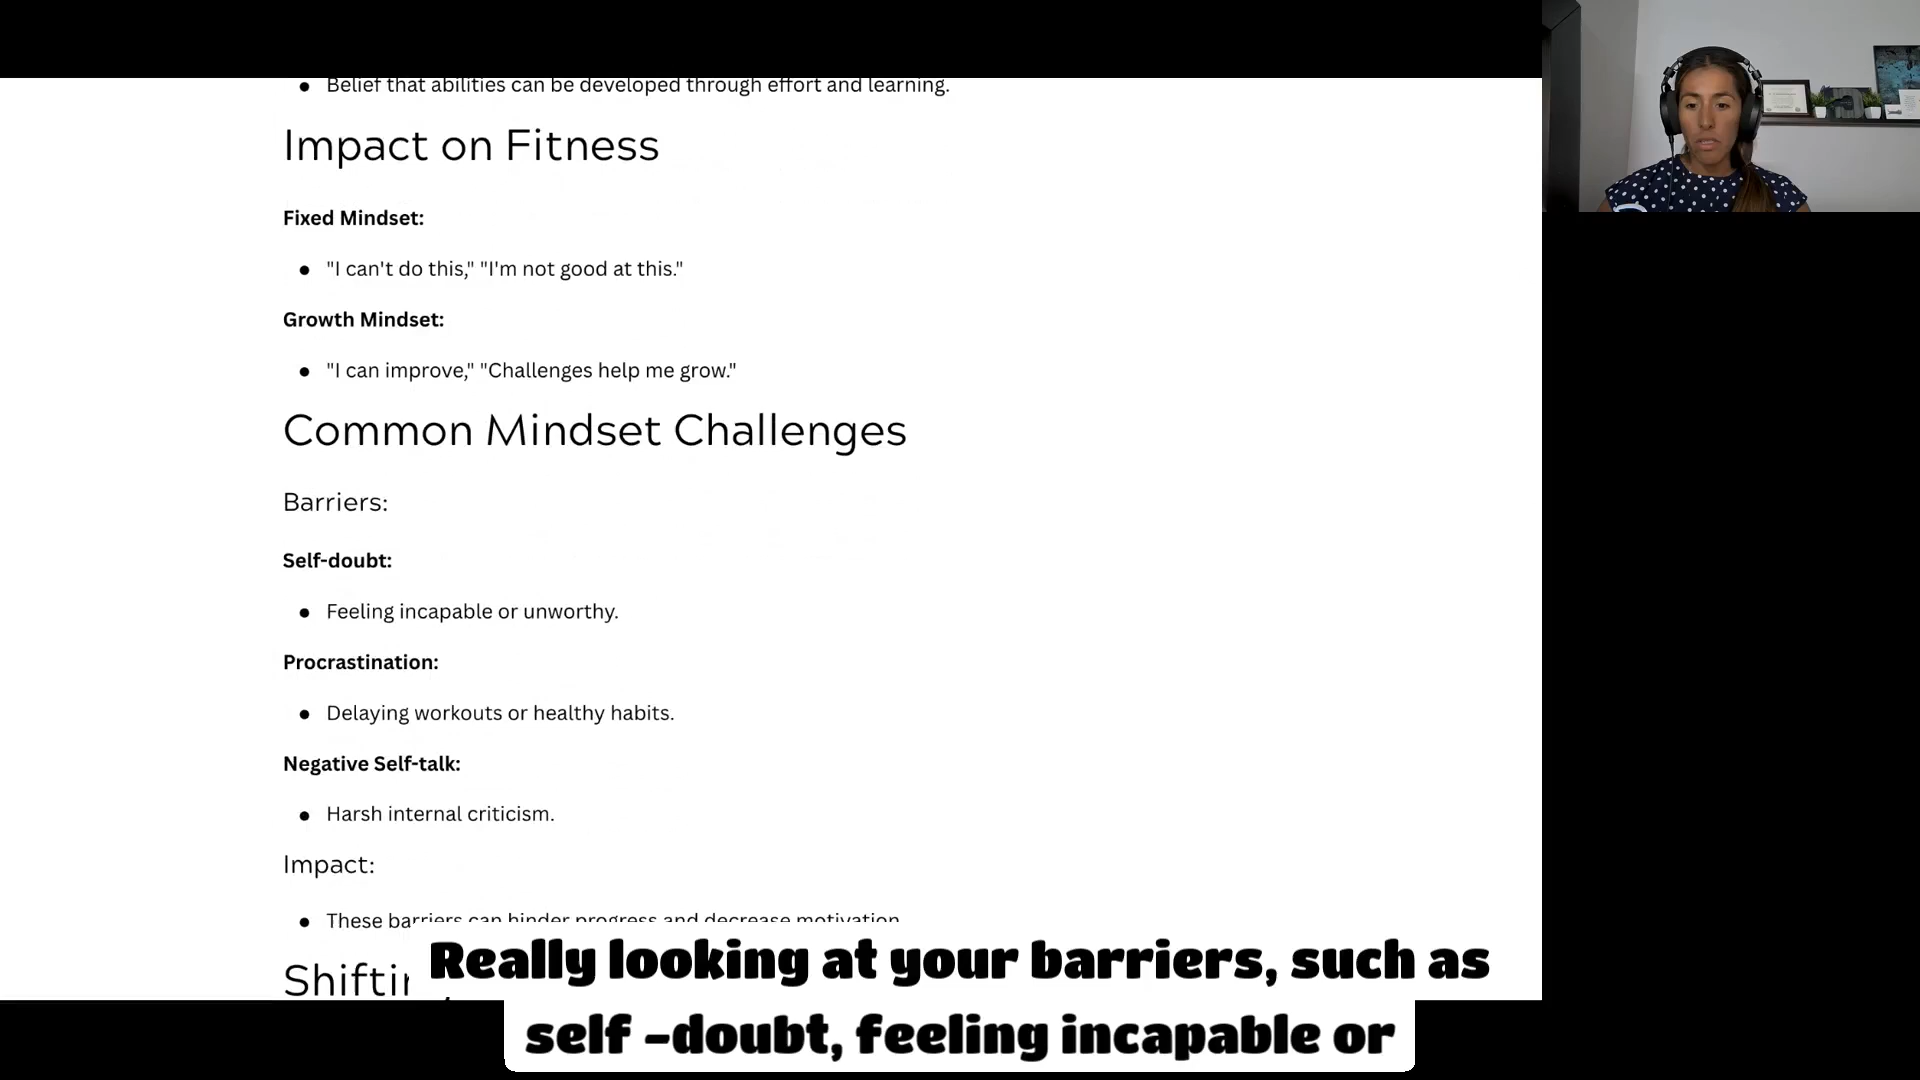 Belief that abilities can be developed through effort and learning.
Impact on Fitness
Fixed Mindset:
"I can't do this," "I'm not good at this."
Growth Mindset:
"I can improve," "Challenges help me grow."
Common Mindset Challenges
Barriers:
Self-doubt:
Feeling incapable or unworthy.
Procrastination:
Delaying workouts or healthy habits.
Negative Self-talk:
Harsh internal criticism.
Impact:
These barriers can hinder progress and decrease motivation.
Really looking at your barriers, such as
self -doubt, feeling incapable or